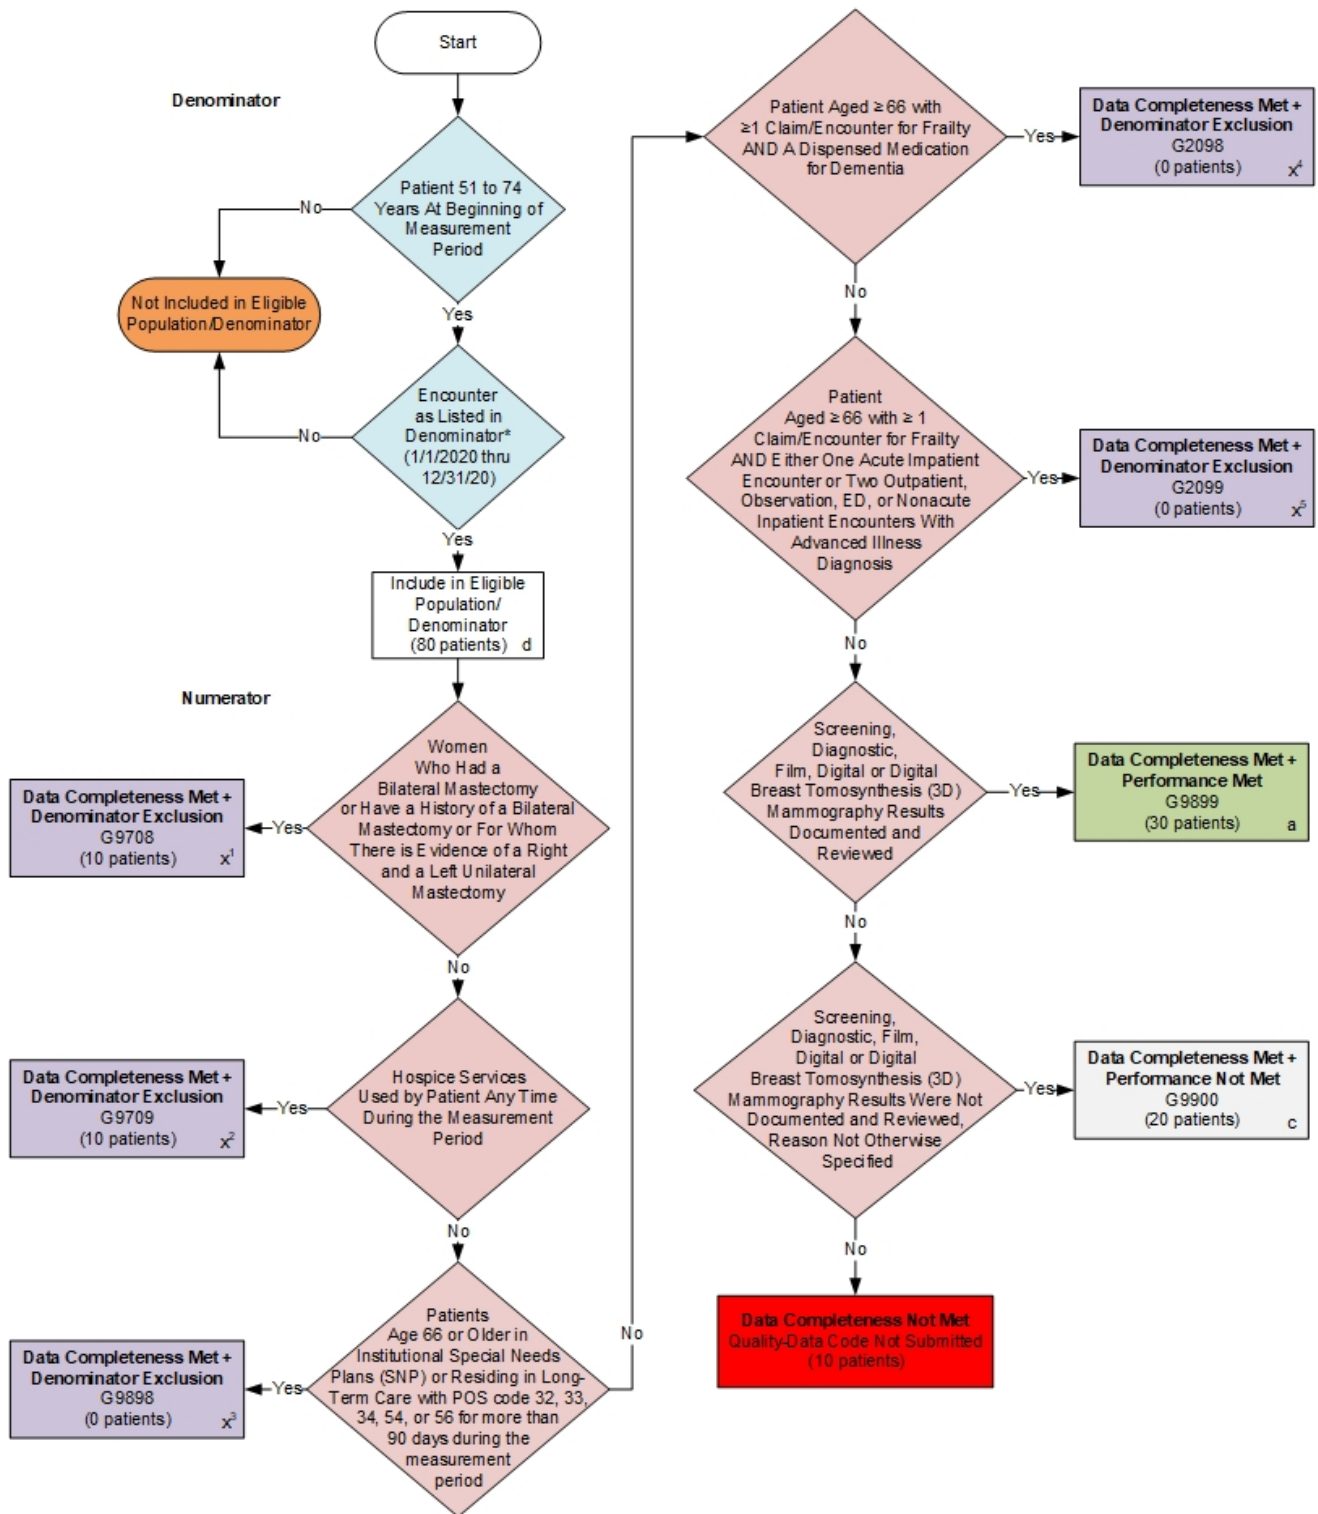 Start
Denominator
Patient 51 to 74
Years At Beginning of
Measurement
Period
No
Not Included in Eligible
Population/Denominator
Yes
Encounter
as Listed in
Denominator*
(1/1/2020 thru
12/31/20)
No
Yes
Include in Eligible
Population/
Denominator
(80 patients) d
Numerator
Women
Who Had a
Bilateral Mastectomy
or Have a History of a Bilateral
Mastectomy or For Whom
There is Evidence of a Right
and a Left Unilateral
Mastectomy
Yes
Data Completeness Met +
Denominator Exclusion
G9708
(10 patients) x¹
No
Hospice Services
Used by Patient Any Time
During the Measurement
Period
Yes
Data Completeness Met +
Denominator Exclusion
G9709
(10 patients) x²
No
Patients
Age 66 or Older in
Institutional Special Needs
Plans (SNP) or Residing in Long-
Term Care with POS code 32, 33,
34, 54, or 56 for more than
90 days during the
measurement
period
Yes
Data Completeness Met +
Denominator Exclusion
G9898
(0 patients) x³
No
Patient Aged ≥ 66 with
≥1 Claim/Encounter for Frailty
AND A Dispensed Medication
for Dementia
Yes
Data Completeness Met +
Denominator Exclusion
G2098
(0 patients) x⁴
No
Patient
Aged ≥ 66 with ≥ 1
Claim/Encounter for Frailty
AND Either One Acute Impatient
Encounter or Two Outpatient,
Observation, ED, or Nonacute
Inpatient Encounters With
Advanced Illness
Diagnosis
Yes
Data Completeness Met +
Denominator Exclusion
G2099
(0 patients) x⁵
No
Screening,
Diagnostic,
Film, Digital or Digital
Breast Tomosynthesis (3D)
Mammography Results
Documented and
Reviewed
Yes
Data Completeness Met +
Performance Met
G9899
(30 patients) a
No
Screening,
Diagnostic, Film,
Digital or Digital
Breast Tomosynthesis (3D)
Mammography Results Were Not
Documented and Reviewed,
Reason Not Otherwise
Specified
Yes
Data Completeness Met +
Performance Not Met
G9900
(20 patients) c
No
Data Completeness Not Met
Quality-Data Code Not Submitted
(10 patients)